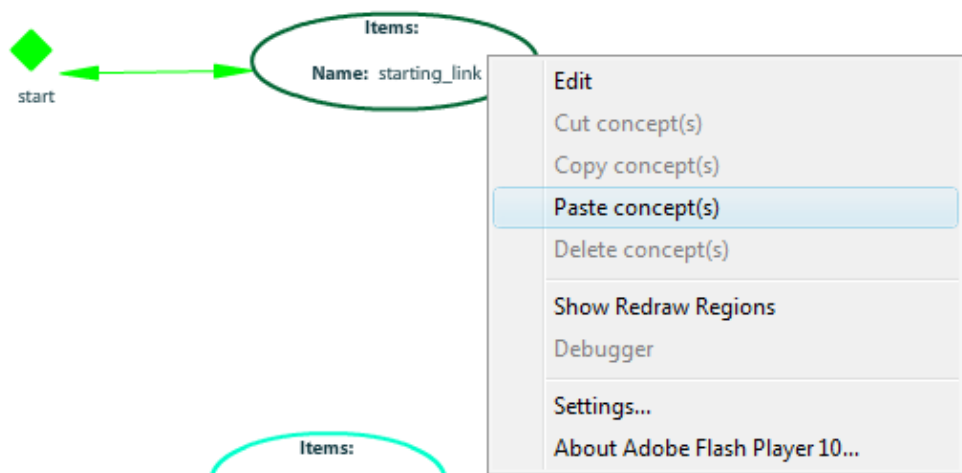 Items:
Name: starting_link
start
Edit
Cut concept(s)
Copy concept(s)
Paste concept(s)
Delete concept(s)
Show Redraw Regions
Debugger
Settings...
About Adobe Flash Player 10...
Items: